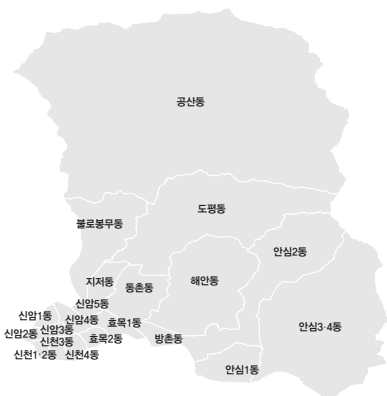 공산동
도평동
불로봉무동
안심2동
지저동
동촌동
해안동
신암5동
신암1동
신암4동
효목1동
안심3·4동
신암2동
신암3동
신천3동
효목2동
방촌동
신천1·2동
신천4동
안심1동